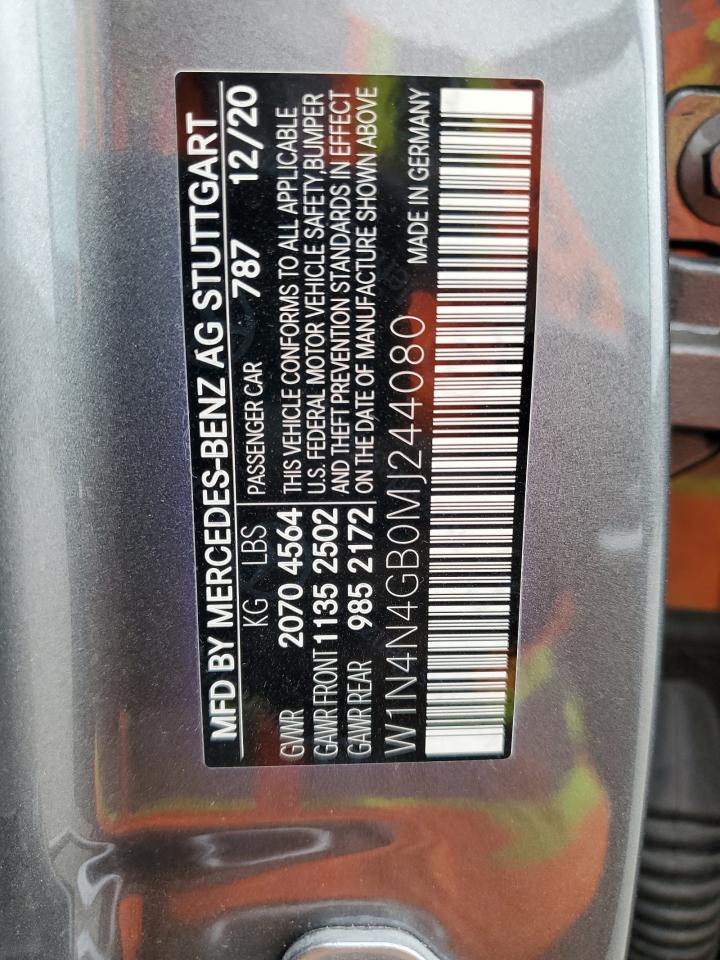 MFD BY MERCEDES-BENZ AG STUTTGART
KG LBS 787 12/20
PASSENGER CAR
GVWR 2070 4564 THIS VEHICLE CONFORMS TO ALL APPLICABLE
GAWR FRONT 1135 2502 U.S. FEDERAL MOTOR VEHICLE SAFETY,BUMPER
AND THEFT PREVENTION STANDARDS IN EFFECT
GAWR REAR 985 2172 ON THE DATE OF MANUFACTURE SHOWN ABOVE
W1N4N4GB0MJ244080 MADE IN GERMANY